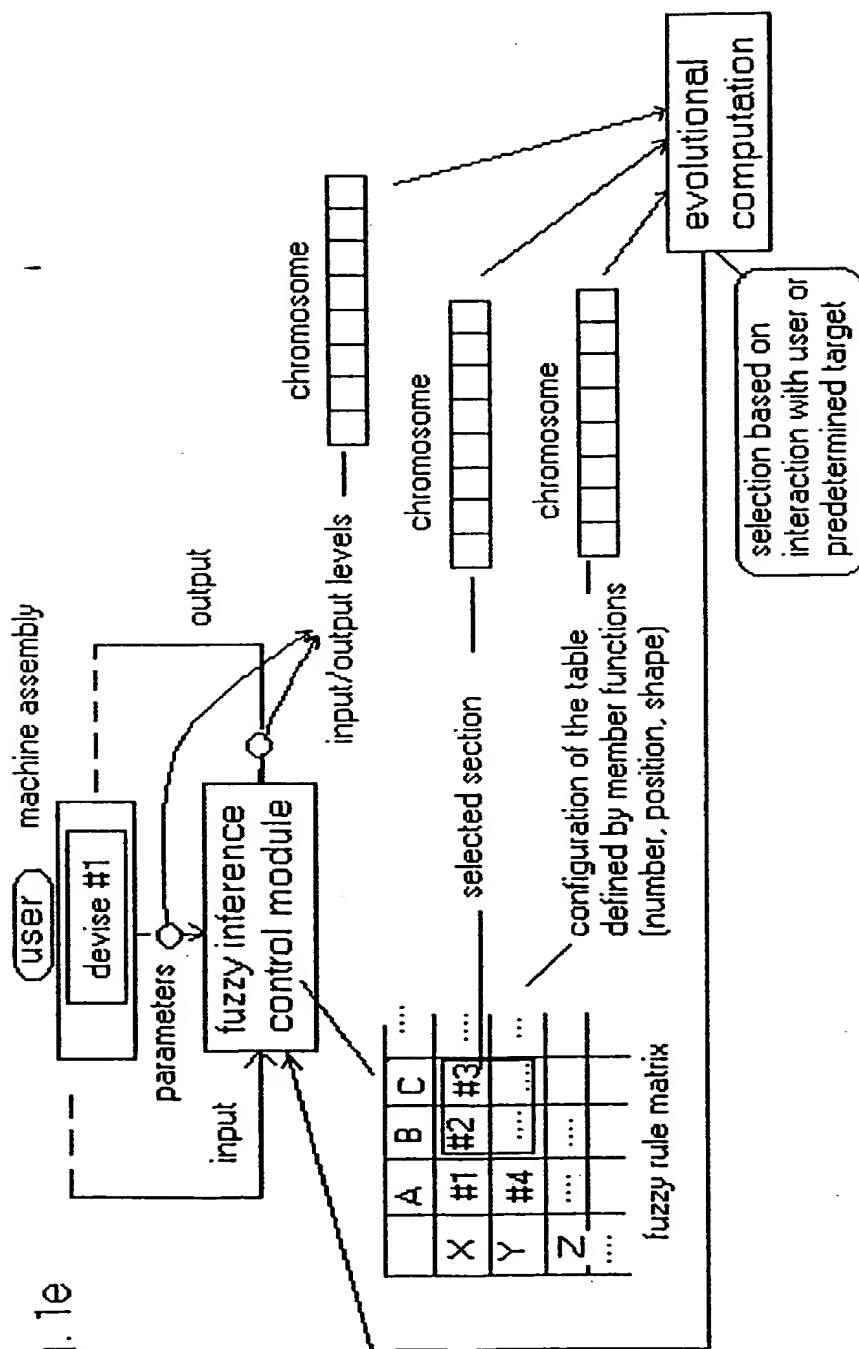 . 1e
user
machine assembly
devise #1
parameters
input
output
fuzzy inference
control module
input/output levels
chromosome
A B C ....
X #1 #2 #3 ....
Y #4 ..... .... ...
Z .... ....
....
fuzzy rule matrix
selected section
chromosome
configuration of the table
defined by member functions
(number, position, shape)
chromosome
evolutional
computation
selection based on
interaction with user or
predetermined target